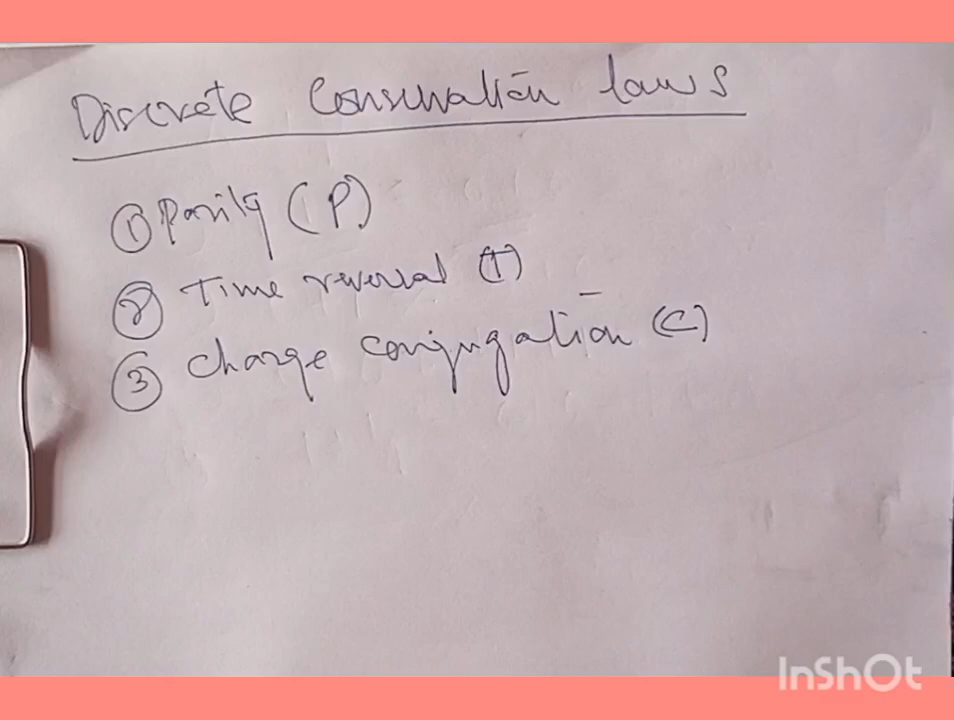 Discrete Conservation laws
① Parity (P)
② Time reversal (T)
③ Charge conjugation (C)
InShOt